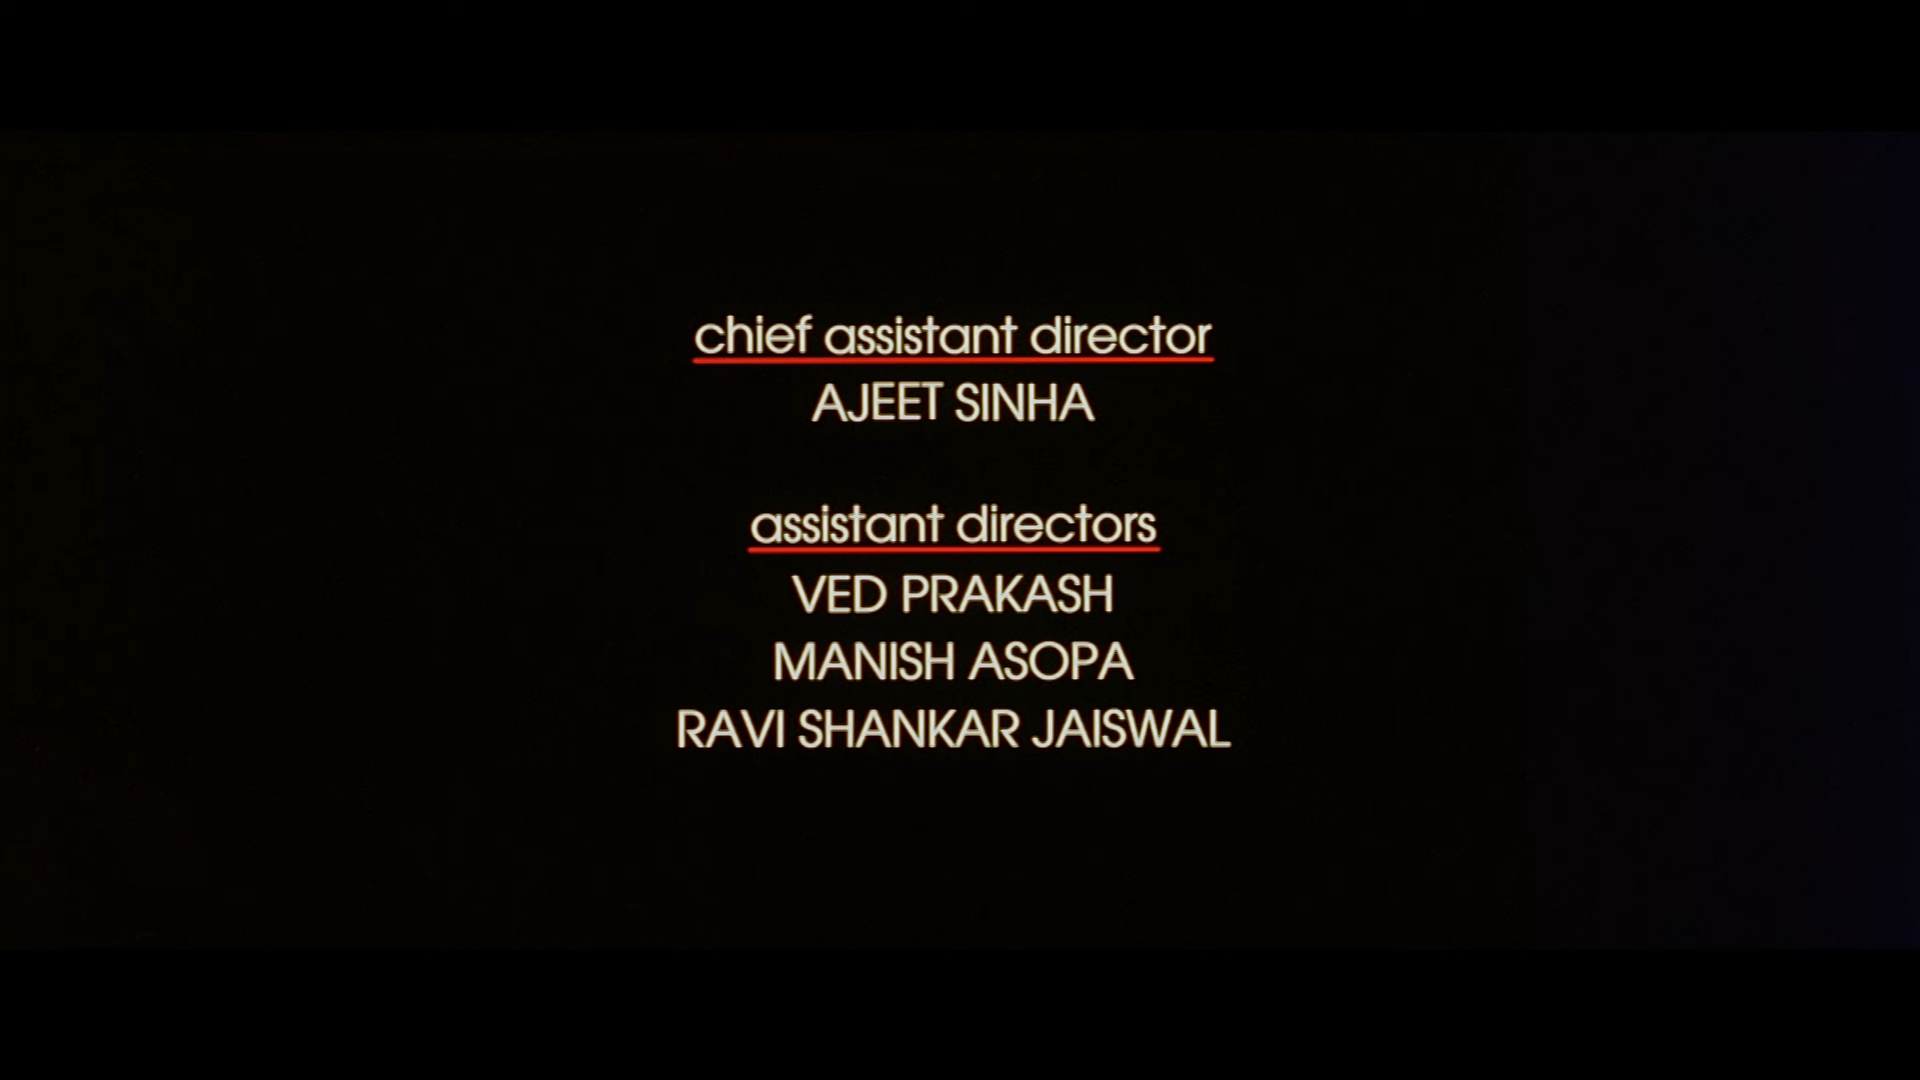 chief assistant director
AJEET SINHA
assistant directors
VED PRAKASH
MANISH ASOPA
RAVI SHANKAR JAISWAL